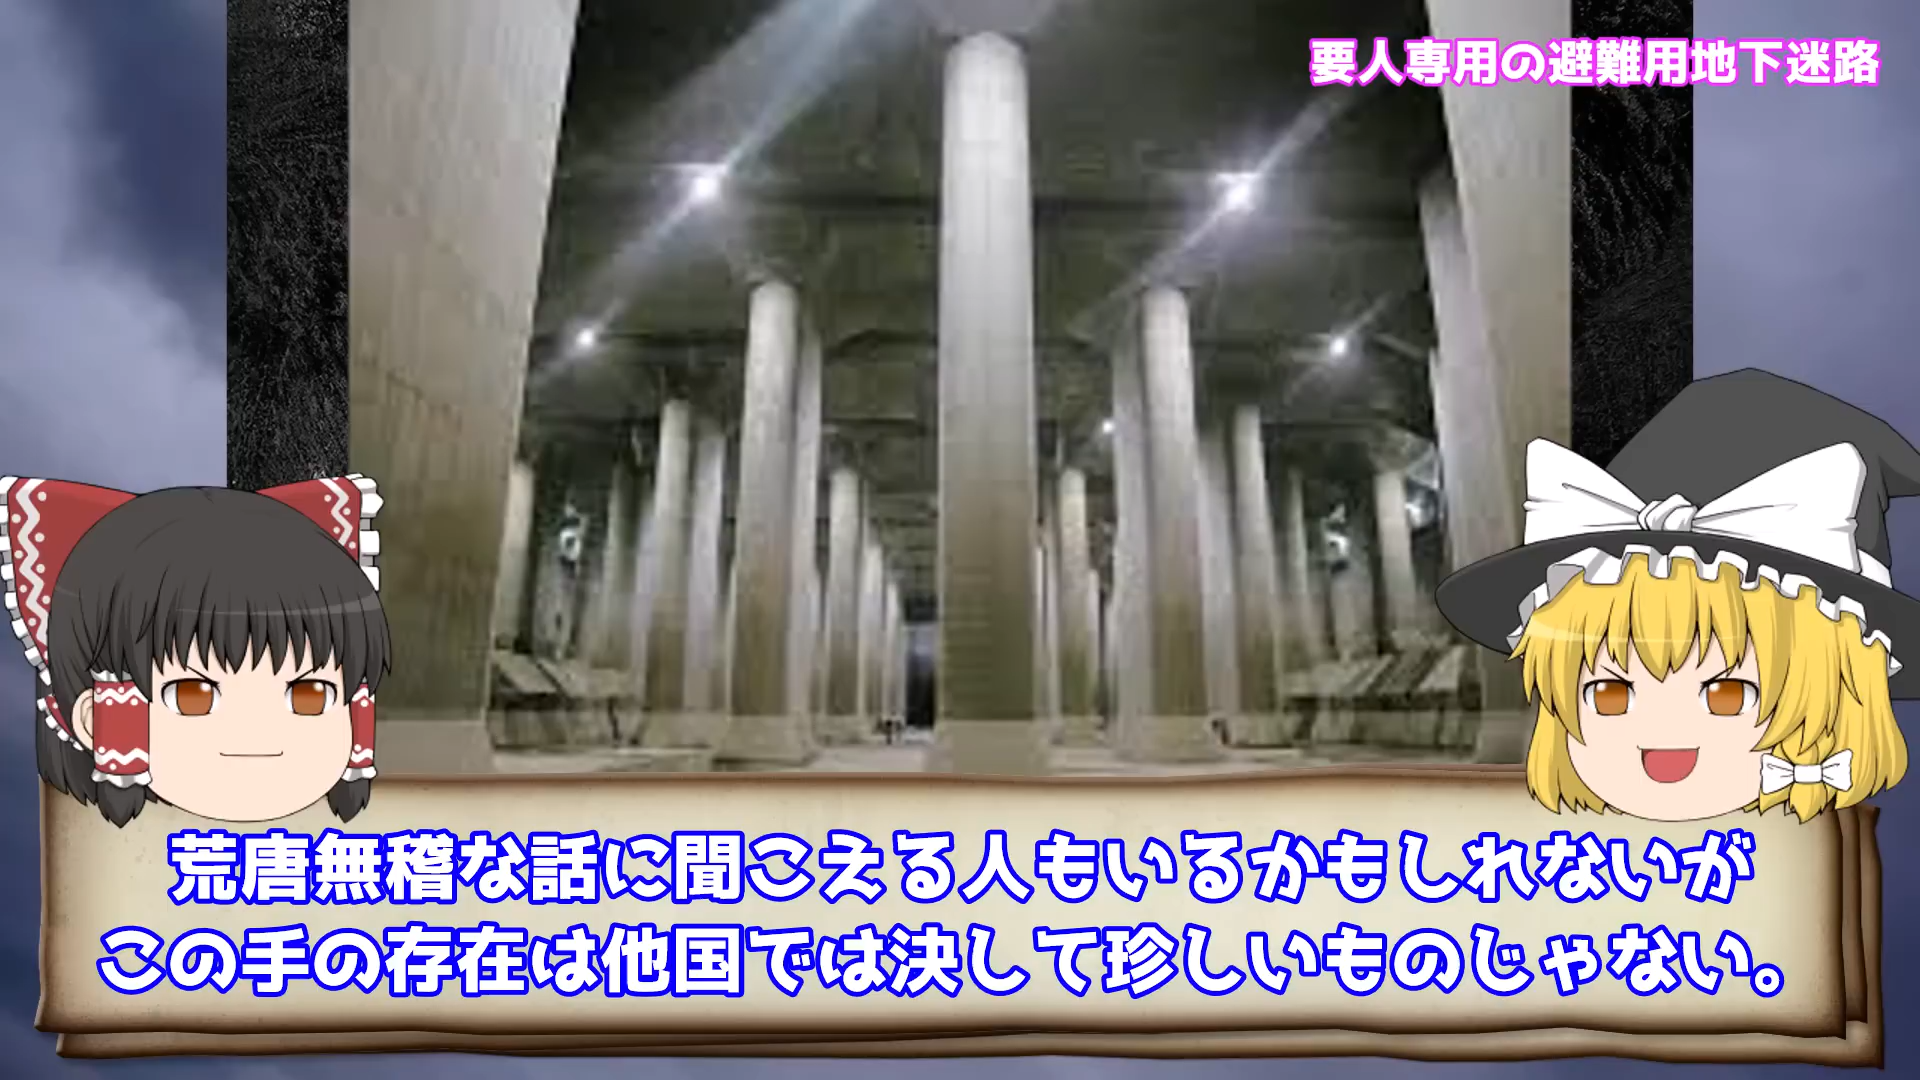 要人専用の避難用地下迷路
荒唐無稽な話に聞こえる人もいるかもしれないが
この手の存在は他国では決して珍しいものじゃない。